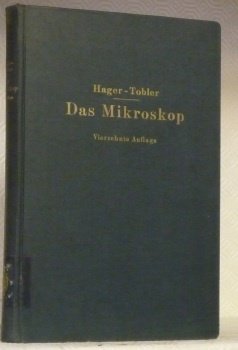 Hager-Tobler
Das Mikroskop
Vierzehnte Auflage